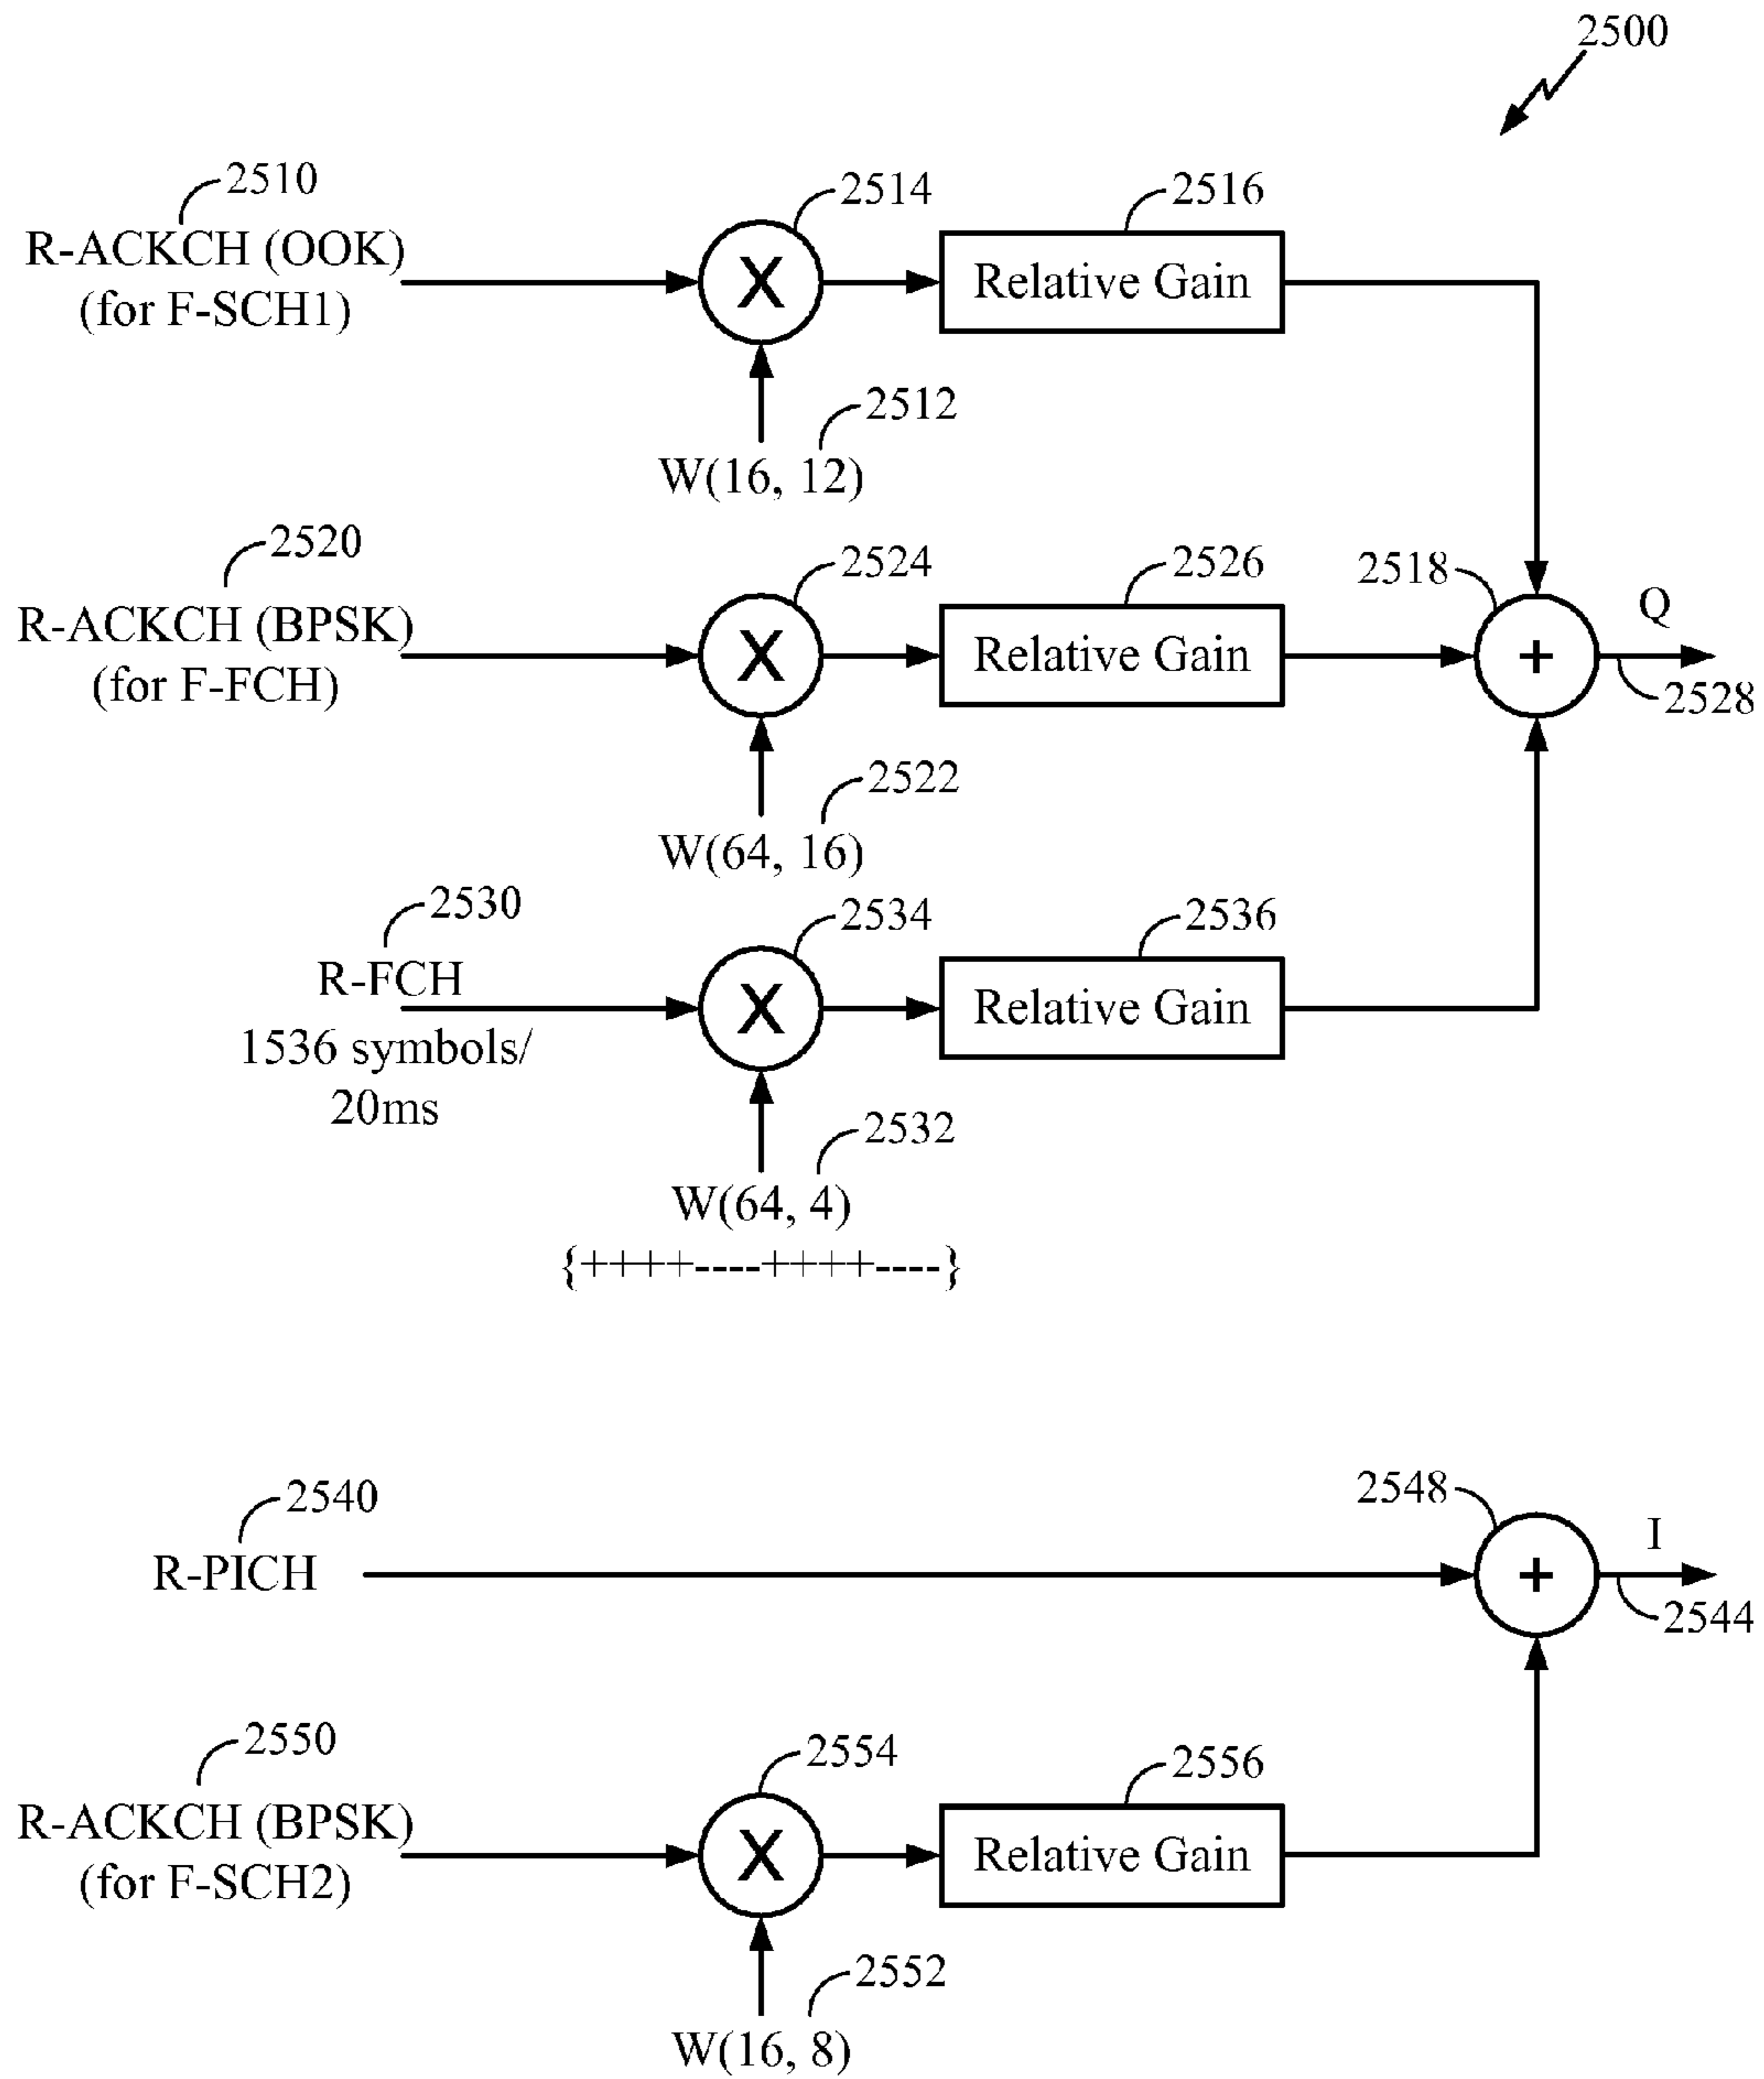 2500
2510
R-ACKCH (OOK)
(for F-SCH1)
2514
X
2516
Relative Gain
2512
W(16, 12)
2520
R-ACKCH (BPSK)
(for F-FCH)
2524
X
2526
Relative Gain
2518
+
Q
2528
2522
W(64, 16)
2530
R-FCH
1536 symbols/
20ms
2534
X
2536
Relative Gain
2532
W(64, 4)
{++++----++++----}
2540
R-PICH
2548
+
I
2544
2550
R-ACKCH (BPSK)
(for F-SCH2)
2554
X
2556
Relative Gain
2552
W(16, 8)